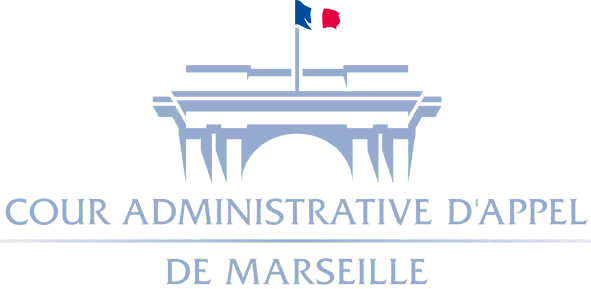 COUR ADMINISTRATIVE D'APPEL
DE MARSEILLE